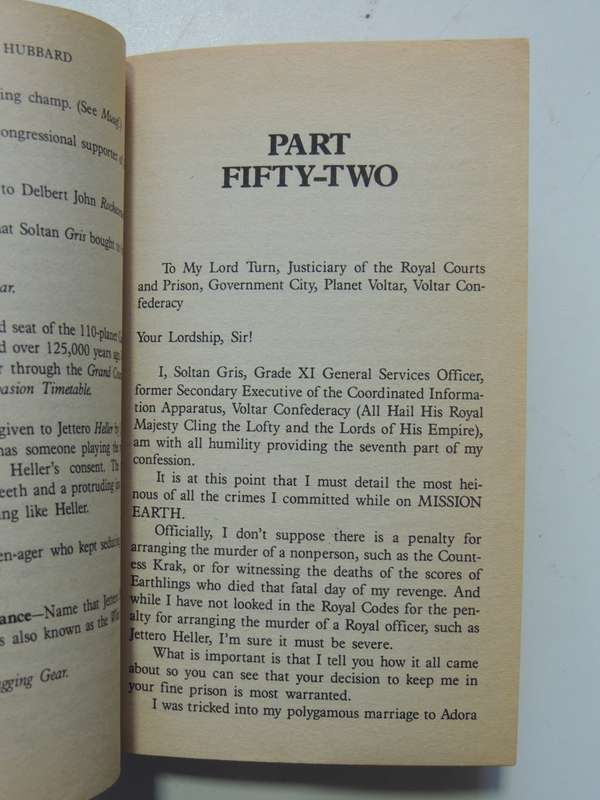 HUBBARD
ing champ. (See Maag
ongressional supporter of
to Delbert John
at Soltan Gris bought
ar.
d seat of the 110-planet
d over 125,000 years ago
r through the Grand
asion Timetable.
given to Jettero Heller by
has someone playing the
Heller's consent. Th
eeth and a protruding
ng like Heller.
en-ager who kept seducing
ance—Name that Jettero
s also known as the
gging Gear.
PART
FIFTY-TWO
To My Lord Turn, Justiciary of the Royal Courts
and Prison, Government City, Planet Voltar, Voltar Con-
federacy
Your Lordship, Sir!
I, Soltan Gris, Grade XI General Services Officer,
former Secondary Executive of the Coordinated Informa-
tion Apparatus, Voltar Confederacy (All Hail His Royal
Majesty Cling the Lofty and the Lords of His Empire),
am with all humility providing the seventh part of my
confession.
It is at this point that I must detail the most hei-
nous of all the crimes I committed while on MISSION
EARTH.
Officially, I don't suppose there is a penalty for
arranging the murder of a nonperson, such as the Count-
ess Krak, or for witnessing the deaths of the scores of
Earthlings who died that fatal day of my revenge. And
while I have not looked in the Royal Codes for the pen-
alty for arranging the murder of a Royal officer, such as
Jettero Heller, I'm sure it must be severe.
What is important is that I tell you how it all came
about so you can see that your decision to keep me in
your fine prison is most warranted.
I was tricked into my polygamous marriage to Adora